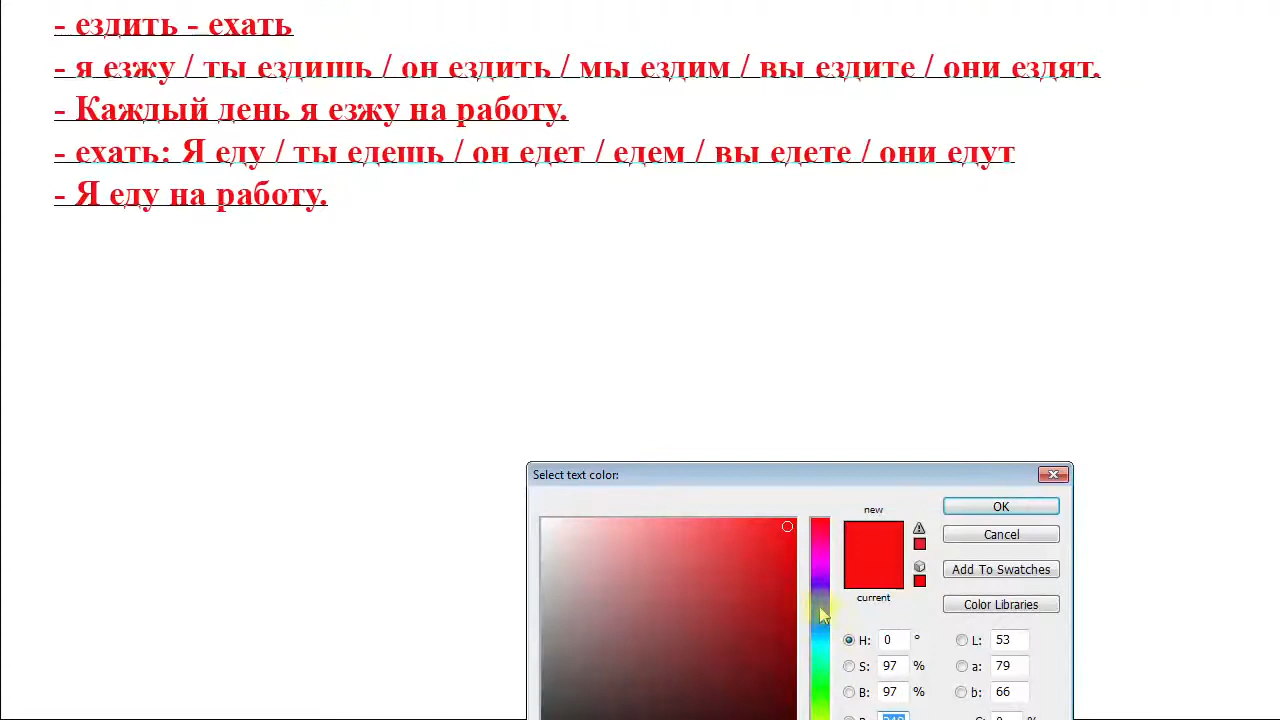 - ездить - ехать
- я езжу / ты ездишь / он ездить / мы ездим / вы ездите / они ездят.
- Каждый день я езжу на работу.
- ехать: Я еду / ты едешь / он едет / едем / вы едете / они едут
- Я еду на работу.
Select text color:
new
OK
Cancel
Add To Swatches
current
Color Libraries
H: 0 ° L: 53
S: 97 % a: 79
B: 97 % b: 66